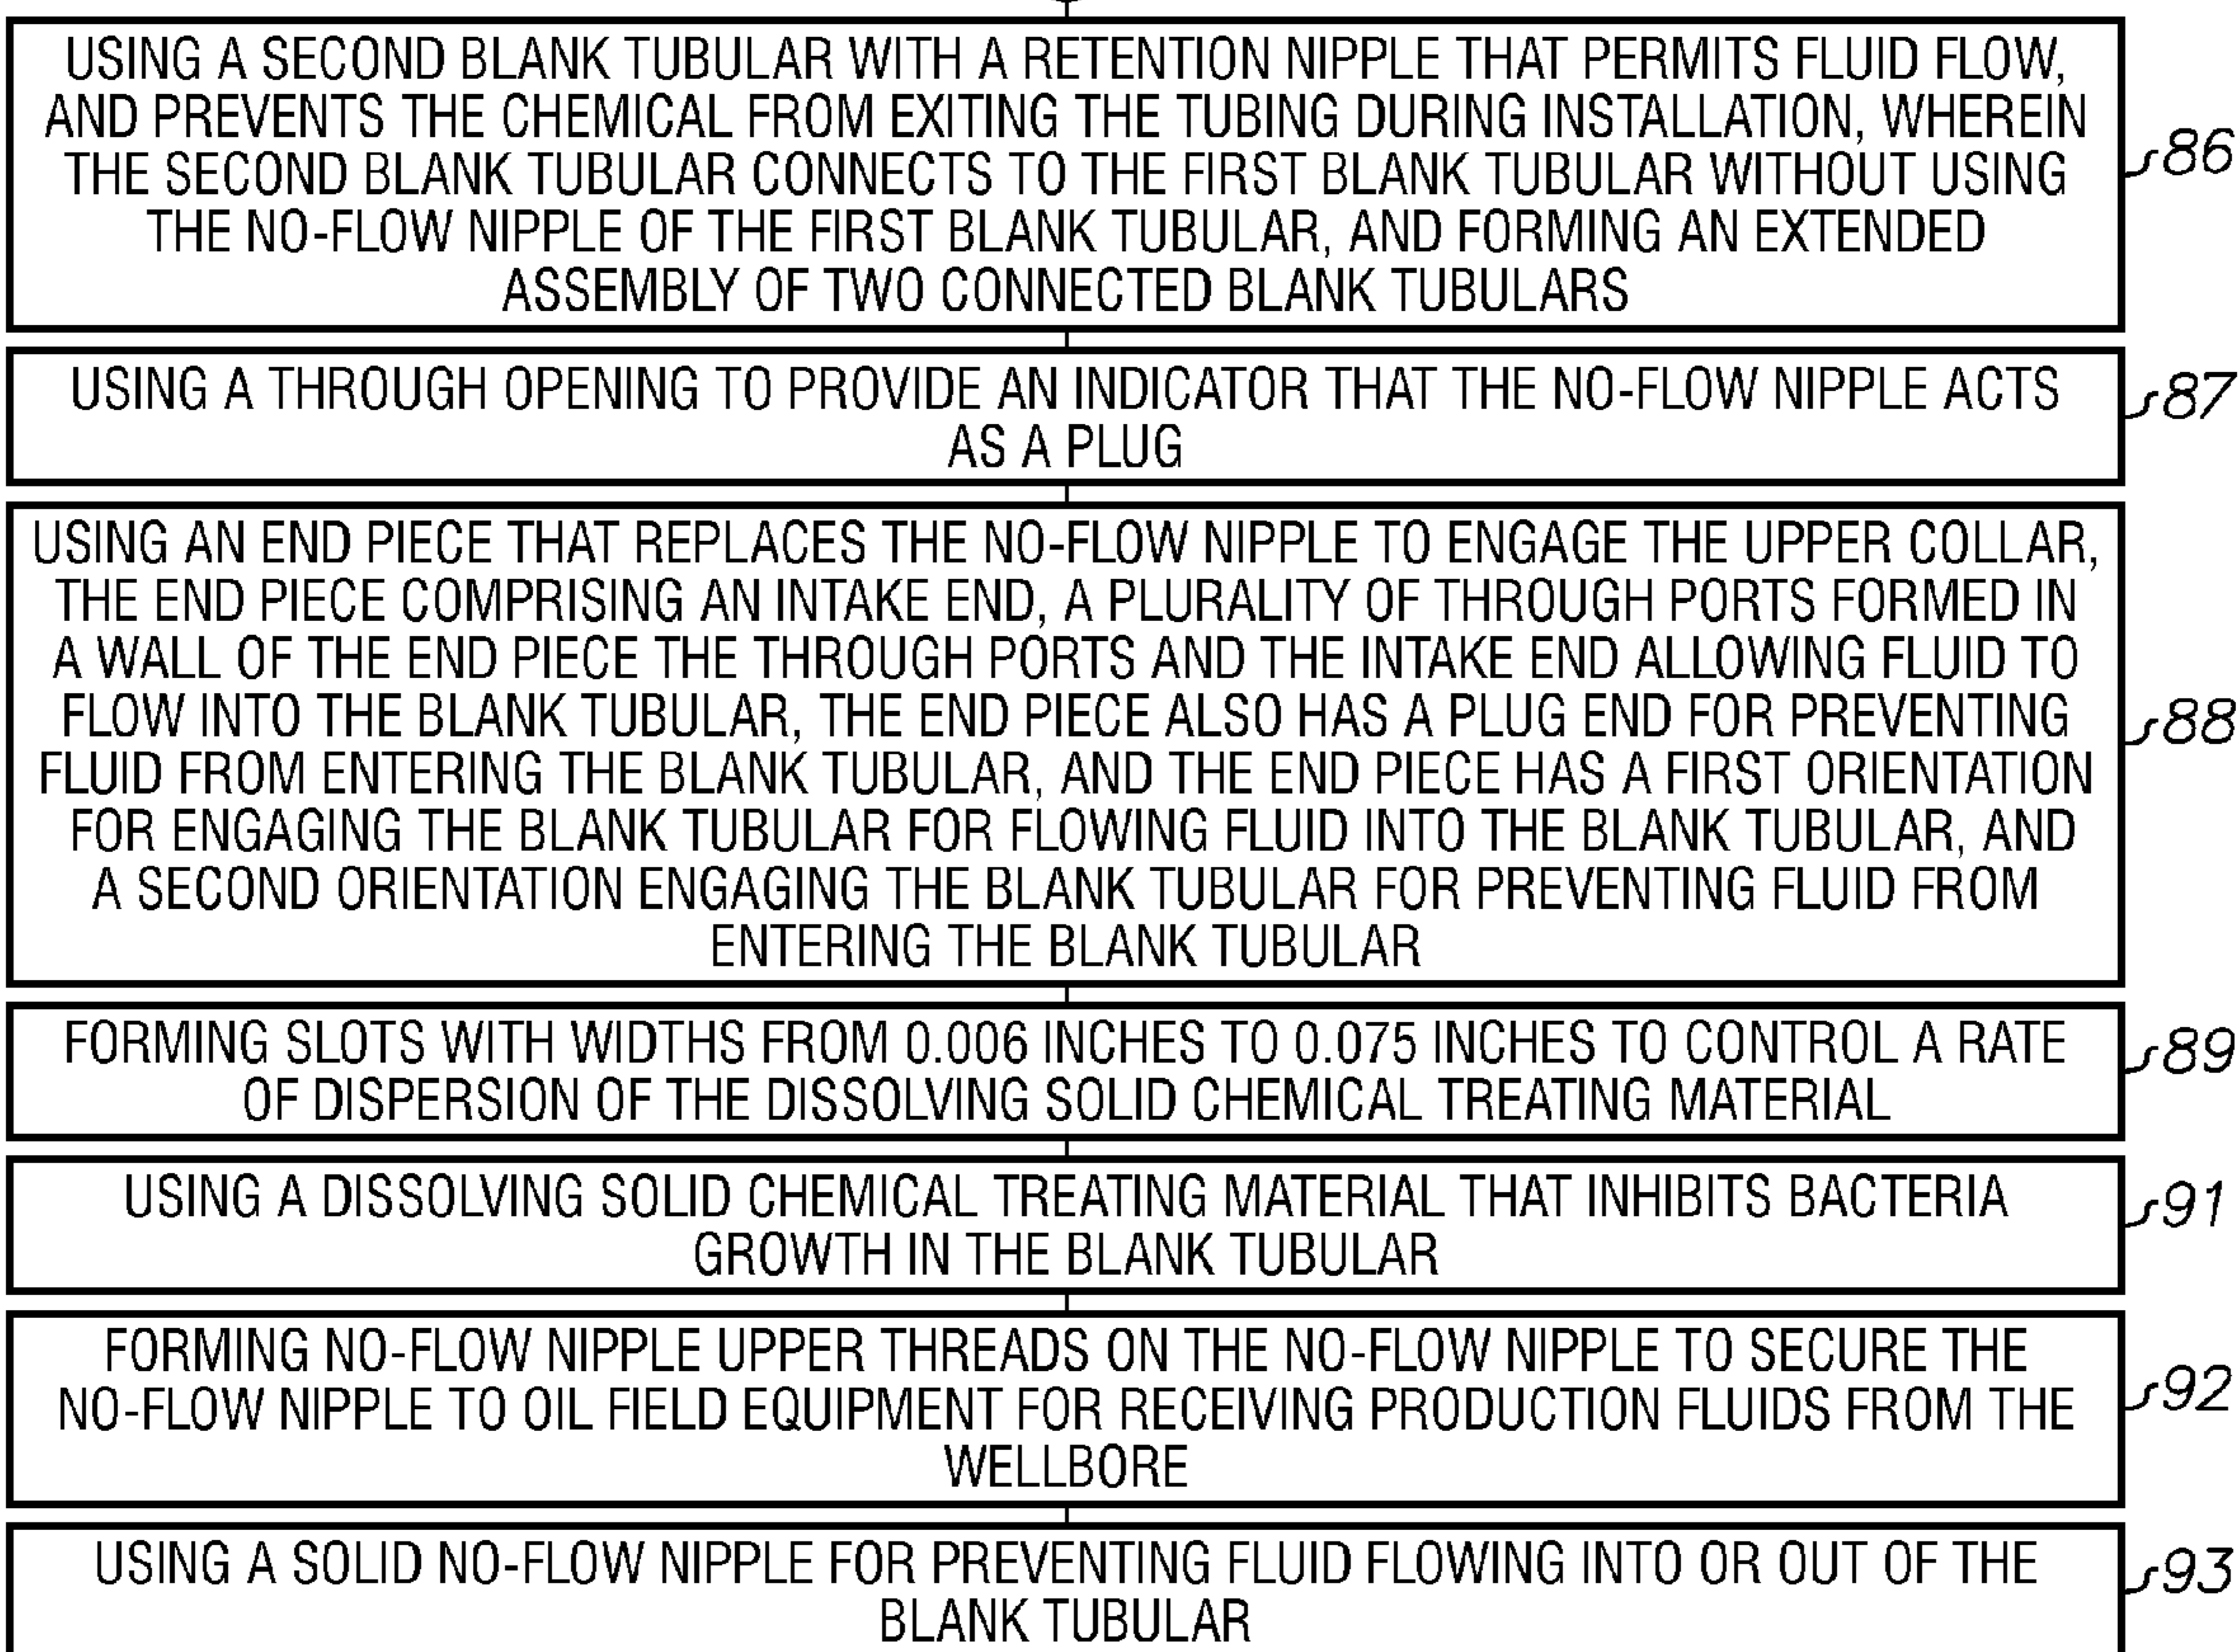 USING A SECOND BLANK TUBULAR WITH A RETENTION NIPPLE THAT PERMITS FLUID FLOW,
AND PREVENTS THE CHEMICAL FROM EXITING THE TUBING DURING INSTALLATION, WHEREIN
THE SECOND BLANK TUBULAR CONNECTS TO THE FIRST BLANK TUBULAR WITHOUT USING
THE NO-FLOW NIPPLE OF THE FIRST BLANK TUBULAR, AND FORMING AN EXTENDED
ASSEMBLY OF TWO CONNECTED BLANK TUBULARS
86
USING A THROUGH OPENING TO PROVIDE AN INDICATOR THAT THE NO-FLOW NIPPLE ACTS
AS A PLUG
87
USING AN END PIECE THAT REPLACES THE NO-FLOW NIPPLE TO ENGAGE THE UPPER COLLAR,
THE END PIECE COMPRISING AN INTAKE END, A PLURALITY OF THROUGH PORTS FORMED IN
A WALL OF THE END PIECE THE THROUGH PORTS AND THE INTAKE END ALLOWING FLUID TO
FLOW INTO THE BLANK TUBULAR, THE END PIECE ALSO HAS A PLUG END FOR PREVENTING
FLUID FROM ENTERING THE BLANK TUBULAR, AND THE END PIECE HAS A FIRST ORIENTATION
FOR ENGAGING THE BLANK TUBULAR FOR FLOWING FLUID INTO THE BLANK TUBULAR, AND
A SECOND ORIENTATION ENGAGING THE BLANK TUBULAR FOR PREVENTING FLUID FROM
ENTERING THE BLANK TUBULAR
88
FORMING SLOTS WITH WIDTHS FROM 0.006 INCHES TO 0.075 INCHES TO CONTROL A RATE
OF DISPERSION OF THE DISSOLVING SOLID CHEMICAL TREATING MATERIAL
89
USING A DISSOLVING SOLID CHEMICAL TREATING MATERIAL THAT INHIBITS BACTERIA
GROWTH IN THE BLANK TUBULAR
91
FORMING NO-FLOW NIPPLE UPPER THREADS ON THE NO-FLOW NIPPLE TO SECURE THE
NO-FLOW NIPPLE TO OIL FIELD EQUIPMENT FOR RECEIVING PRODUCTION FLUIDS FROM THE
WELLBORE
92
USING A SOLID NO-FLOW NIPPLE FOR PREVENTING FLUID FLOWING INTO OR OUT OF THE
BLANK TUBULAR
93